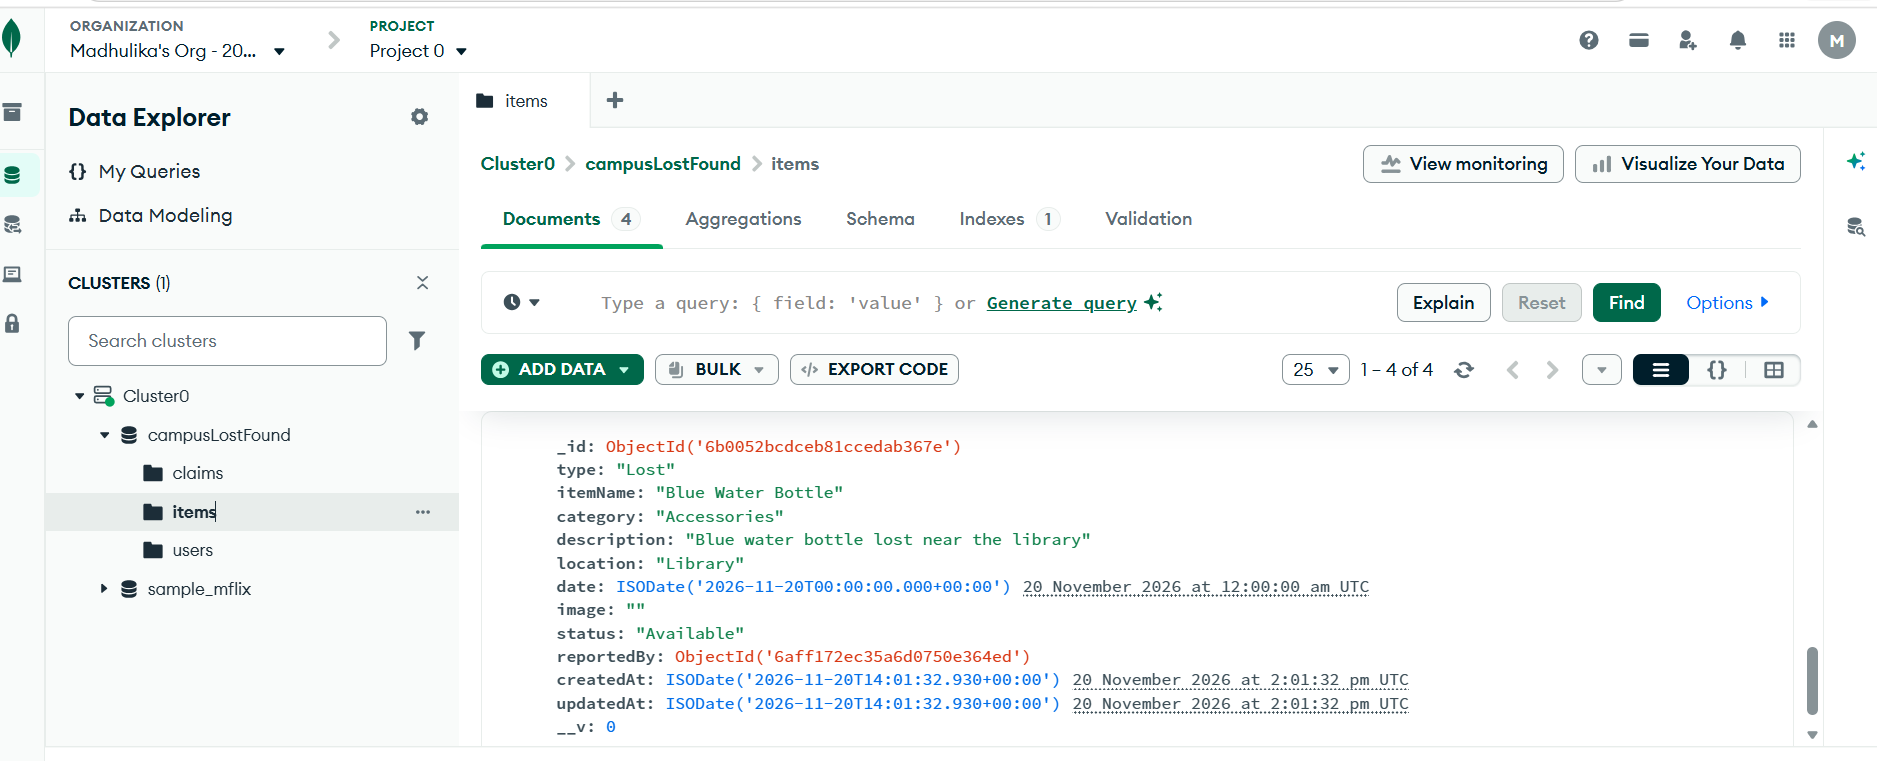 ORGANIZATION
Madhulika's Org - 20...
PROJECT
Project 0
M
Data Explorer
My Queries
Data Modeling
CLUSTERS (1)
Search clusters
Cluster0
campusLostFound
claims
items
users
sample_mflix
items
Cluster0 > campusLostFound > items
View monitoring
Visualize Your Data
Documents 4
Aggregations
Schema
Indexes 1
Validation
Type a query: { field: 'value' } or Generate query
Explain
Reset
Find
Options
ADD DATA
BULK
EXPORT CODE
25
1 – 4 of 4
_id: ObjectId('6b0052bcdceb81ccedab367e')
type: "Lost"
itemName: "Blue Water Bottle"
category: "Accessories"
description: "Blue water bottle lost near the library"
location: "Library"
date: ISODate('2026-11-20T00:00:00.000+00:00') 20 November 2026 at 12:00:00 am UTC
image: ""
status: "Available"
reportedBy: ObjectId('6aff172ec35a6d0750e364ed')
createdAt: ISODate('2026-11-20T14:01:32.930+00:00') 20 November 2026 at 2:01:32 pm UTC
updatedAt: ISODate('2026-11-20T14:01:32.930+00:00') 20 November 2026 at 2:01:32 pm UTC
__v: 0